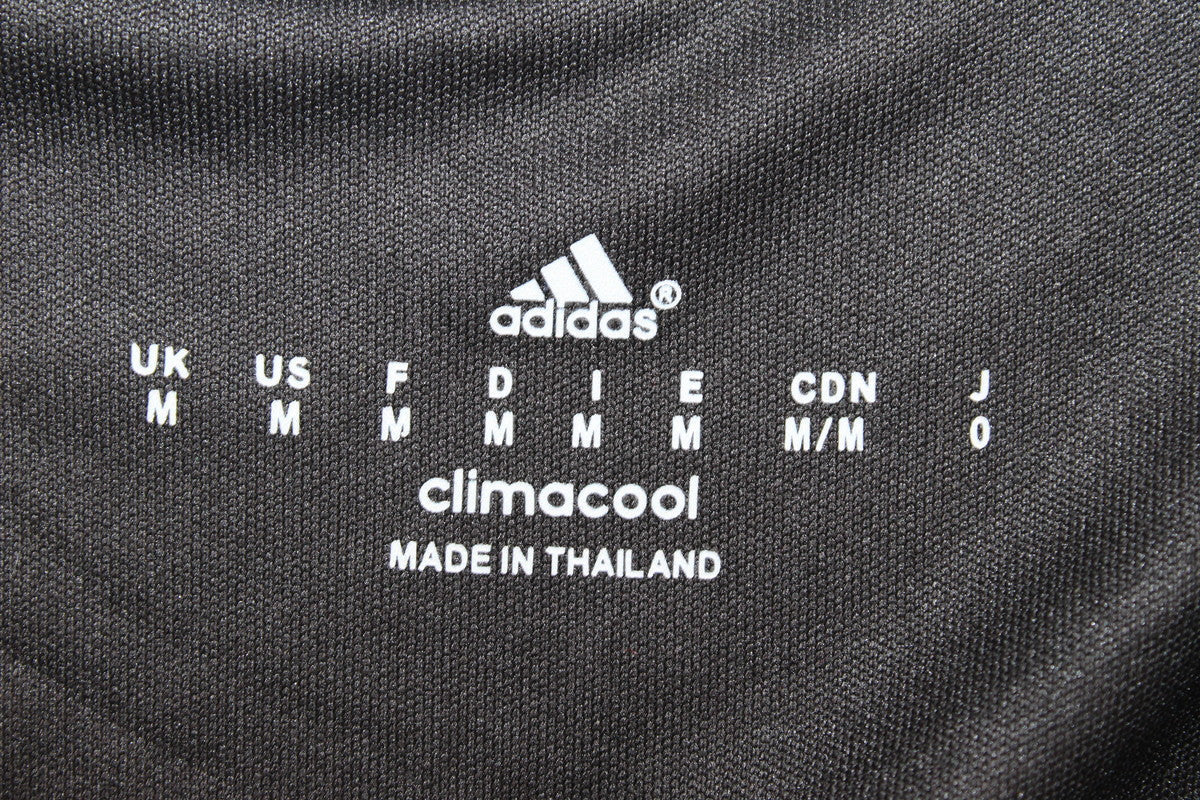 adidas®
UK US F D I E CDN J
M M M M M M M/M O
climacool
MADE IN THAILAND